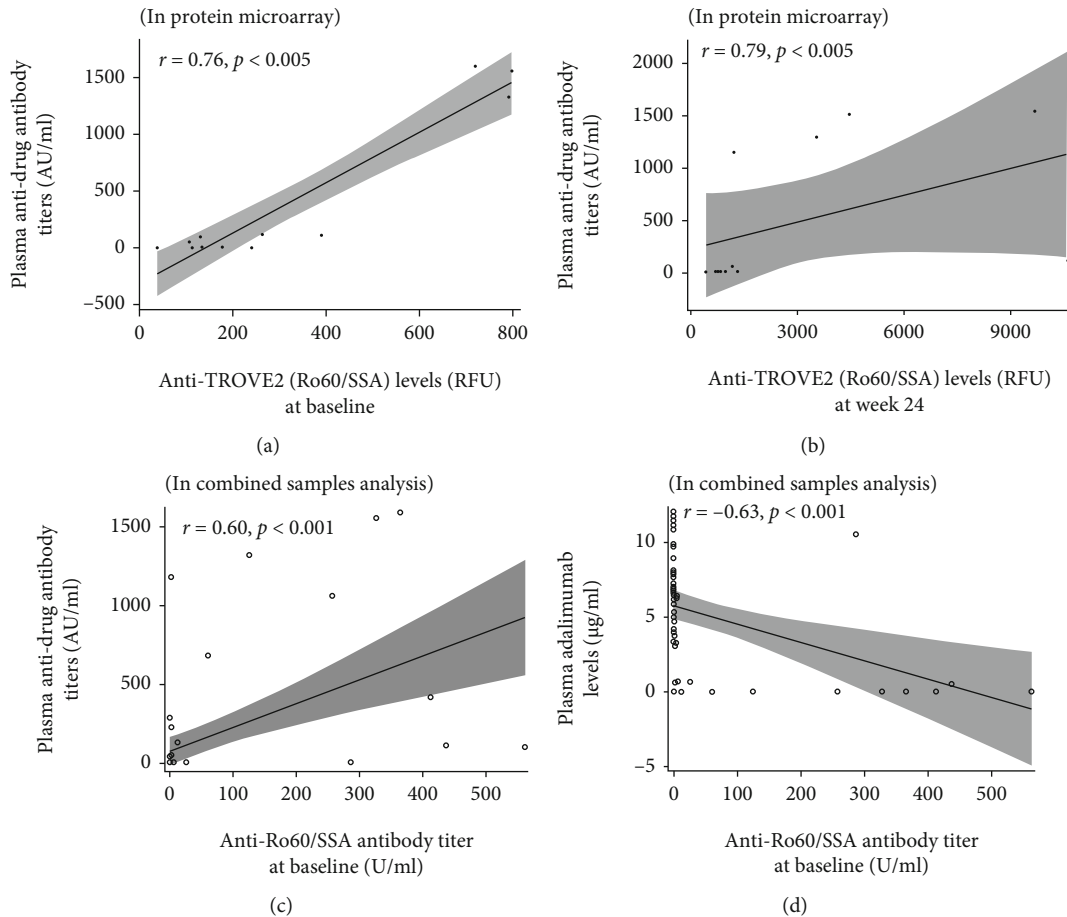 (In protein microarray)
r = 0.76, p < 0.005
Plasma anti-drug antibody
titers (AU/ml)
1500
1000
500
0
–500
0
200
400
600
800
Anti-TROVE2 (Ro60/SSA) levels (RFU)
at baseline
(a)
(In protein microarray)
r = 0.79, p < 0.005
Plasma anti-drug antibody
titers (AU/ml)
2000
1500
1000
500
0
0
3000
6000
9000
Anti-TROVE2 (Ro60/SSA) levels (RFU)
at week 24
(b)
(In combined samples analysis)
r = 0.60, p < 0.001
Plasma anti-drug antibody
titers (AU/ml)
1500
1000
500
0
0
100
200
300
400
500
Anti-Ro60/SSA antibody titer
at baseline (U/ml)
(c)
(In combined samples analysis)
r = –0.63, p < 0.001
Plasma adalimumab
levels (μg/ml)
10
5
0
–5
0
100
200
300
400
500
Anti-Ro60/SSA antibody titer
at baseline (U/ml)
(d)